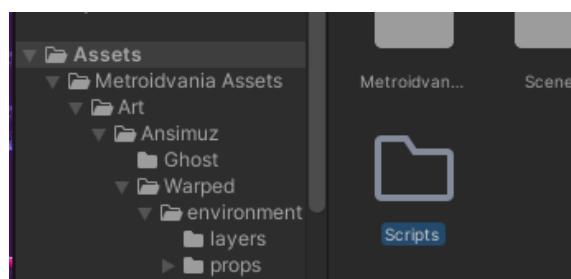 Assets
Metroidvania Assets
Art
Ansimuz
Ghost
Warped
environment
layers
props
Metroidvan...
Scene
Scripts